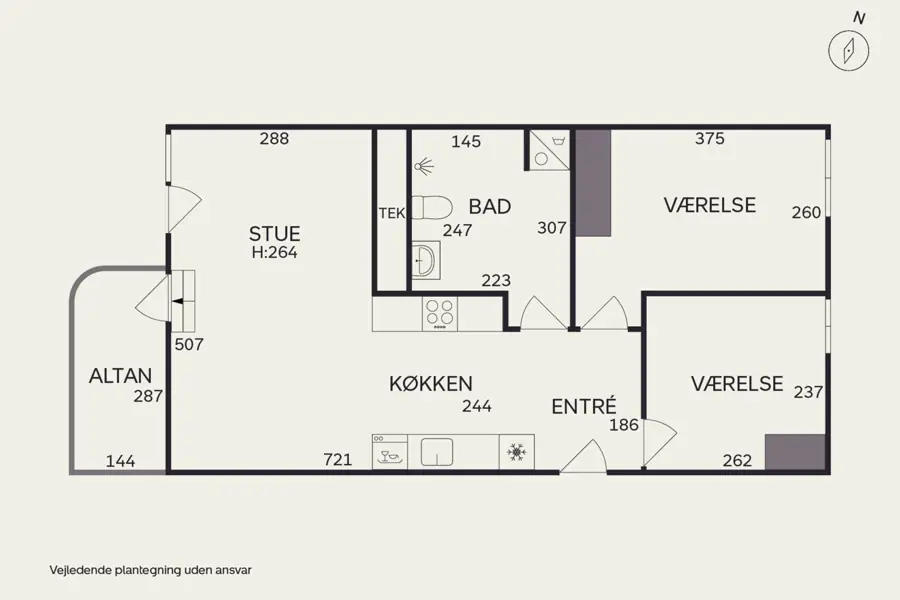 N
288
145
375
VÆRELSE
260
TEK
BAD
247
307
STUE
H:264
223
507
ALTAN
287
KØKKEN
244
ENTRÉ
186
VÆRELSE
237
144
721
262
Vejledende plantegning uden ansvar